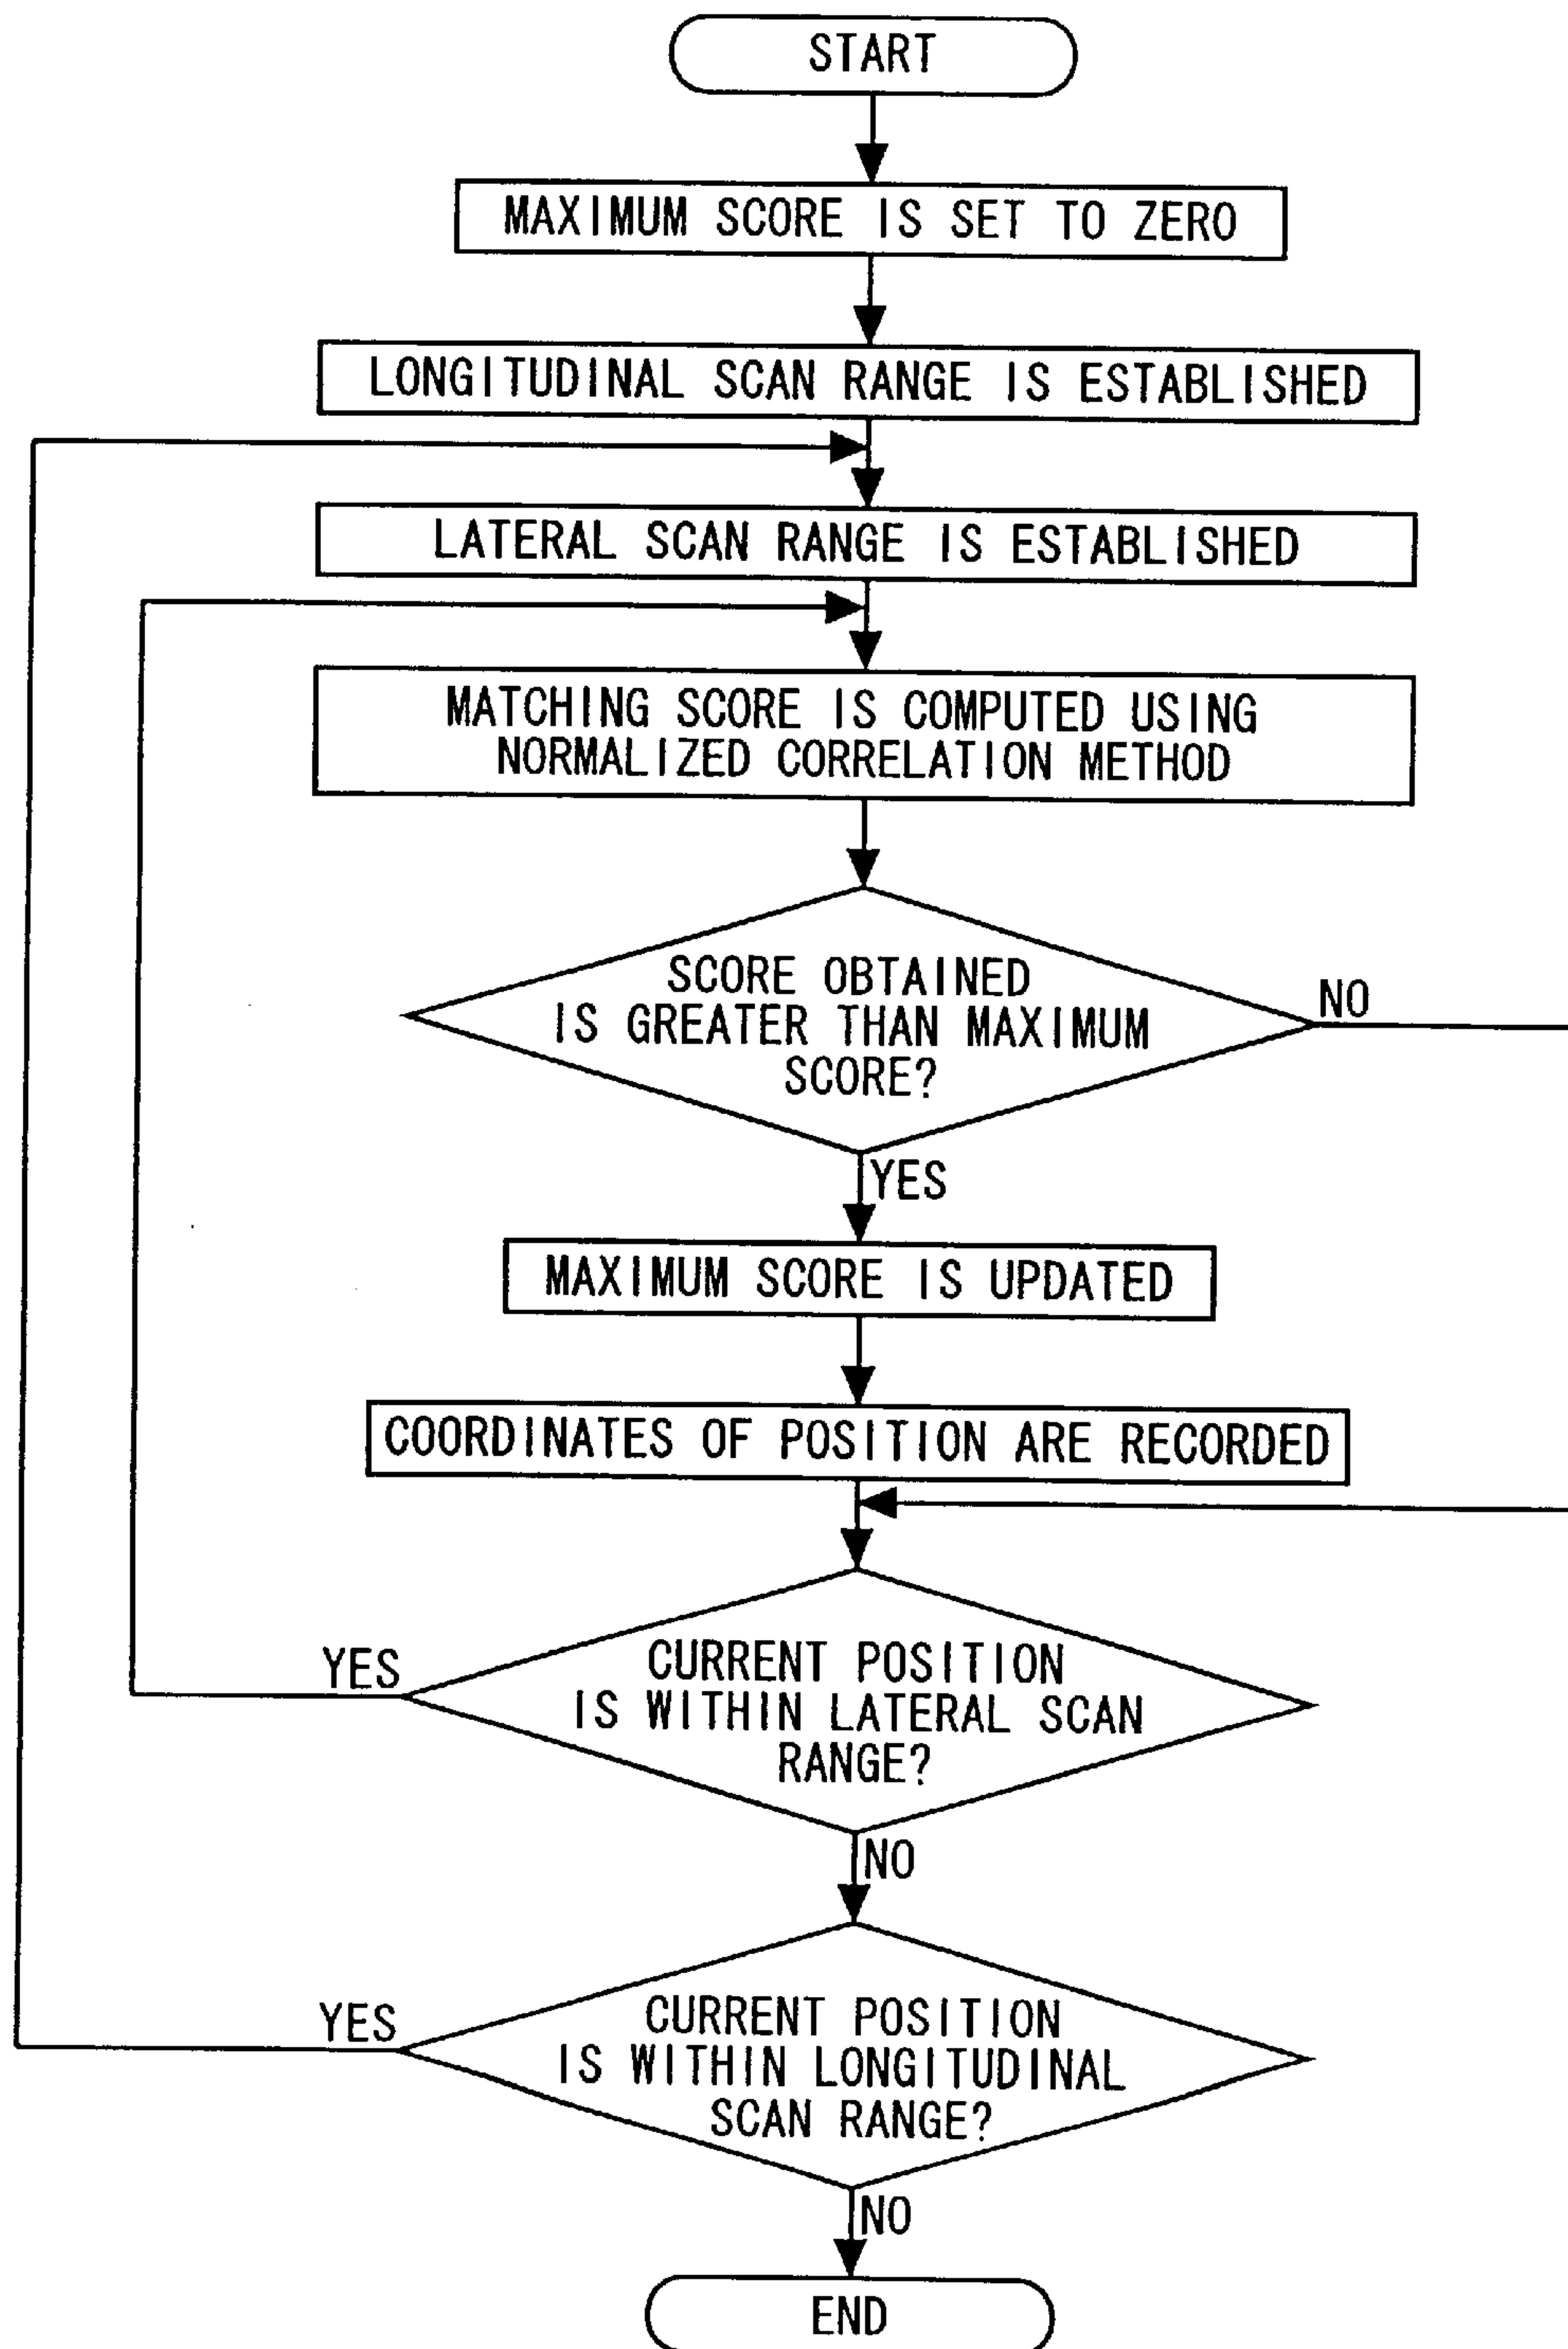 START
MAXIMUM SCORE IS SET TO ZERO
LONGITUDINAL SCAN RANGE IS ESTABLISHED
LATERAL SCAN RANGE IS ESTABLISHED
MATCHING SCORE IS COMPUTED USING
NORMALIZED CORRELATION METHOD
SCORE OBTAINED
IS GREATER THAN MAXIMUM
SCORE?
NO
YES
MAXIMUM SCORE IS UPDATED
COORDINATES OF POSITION ARE RECORDED
YES
CURRENT POSITION
IS WITHIN LATERAL SCAN
RANGE?
NO
YES
CURRENT POSITION
IS WITHIN LONGITUDINAL
SCAN RANGE?
NO
END